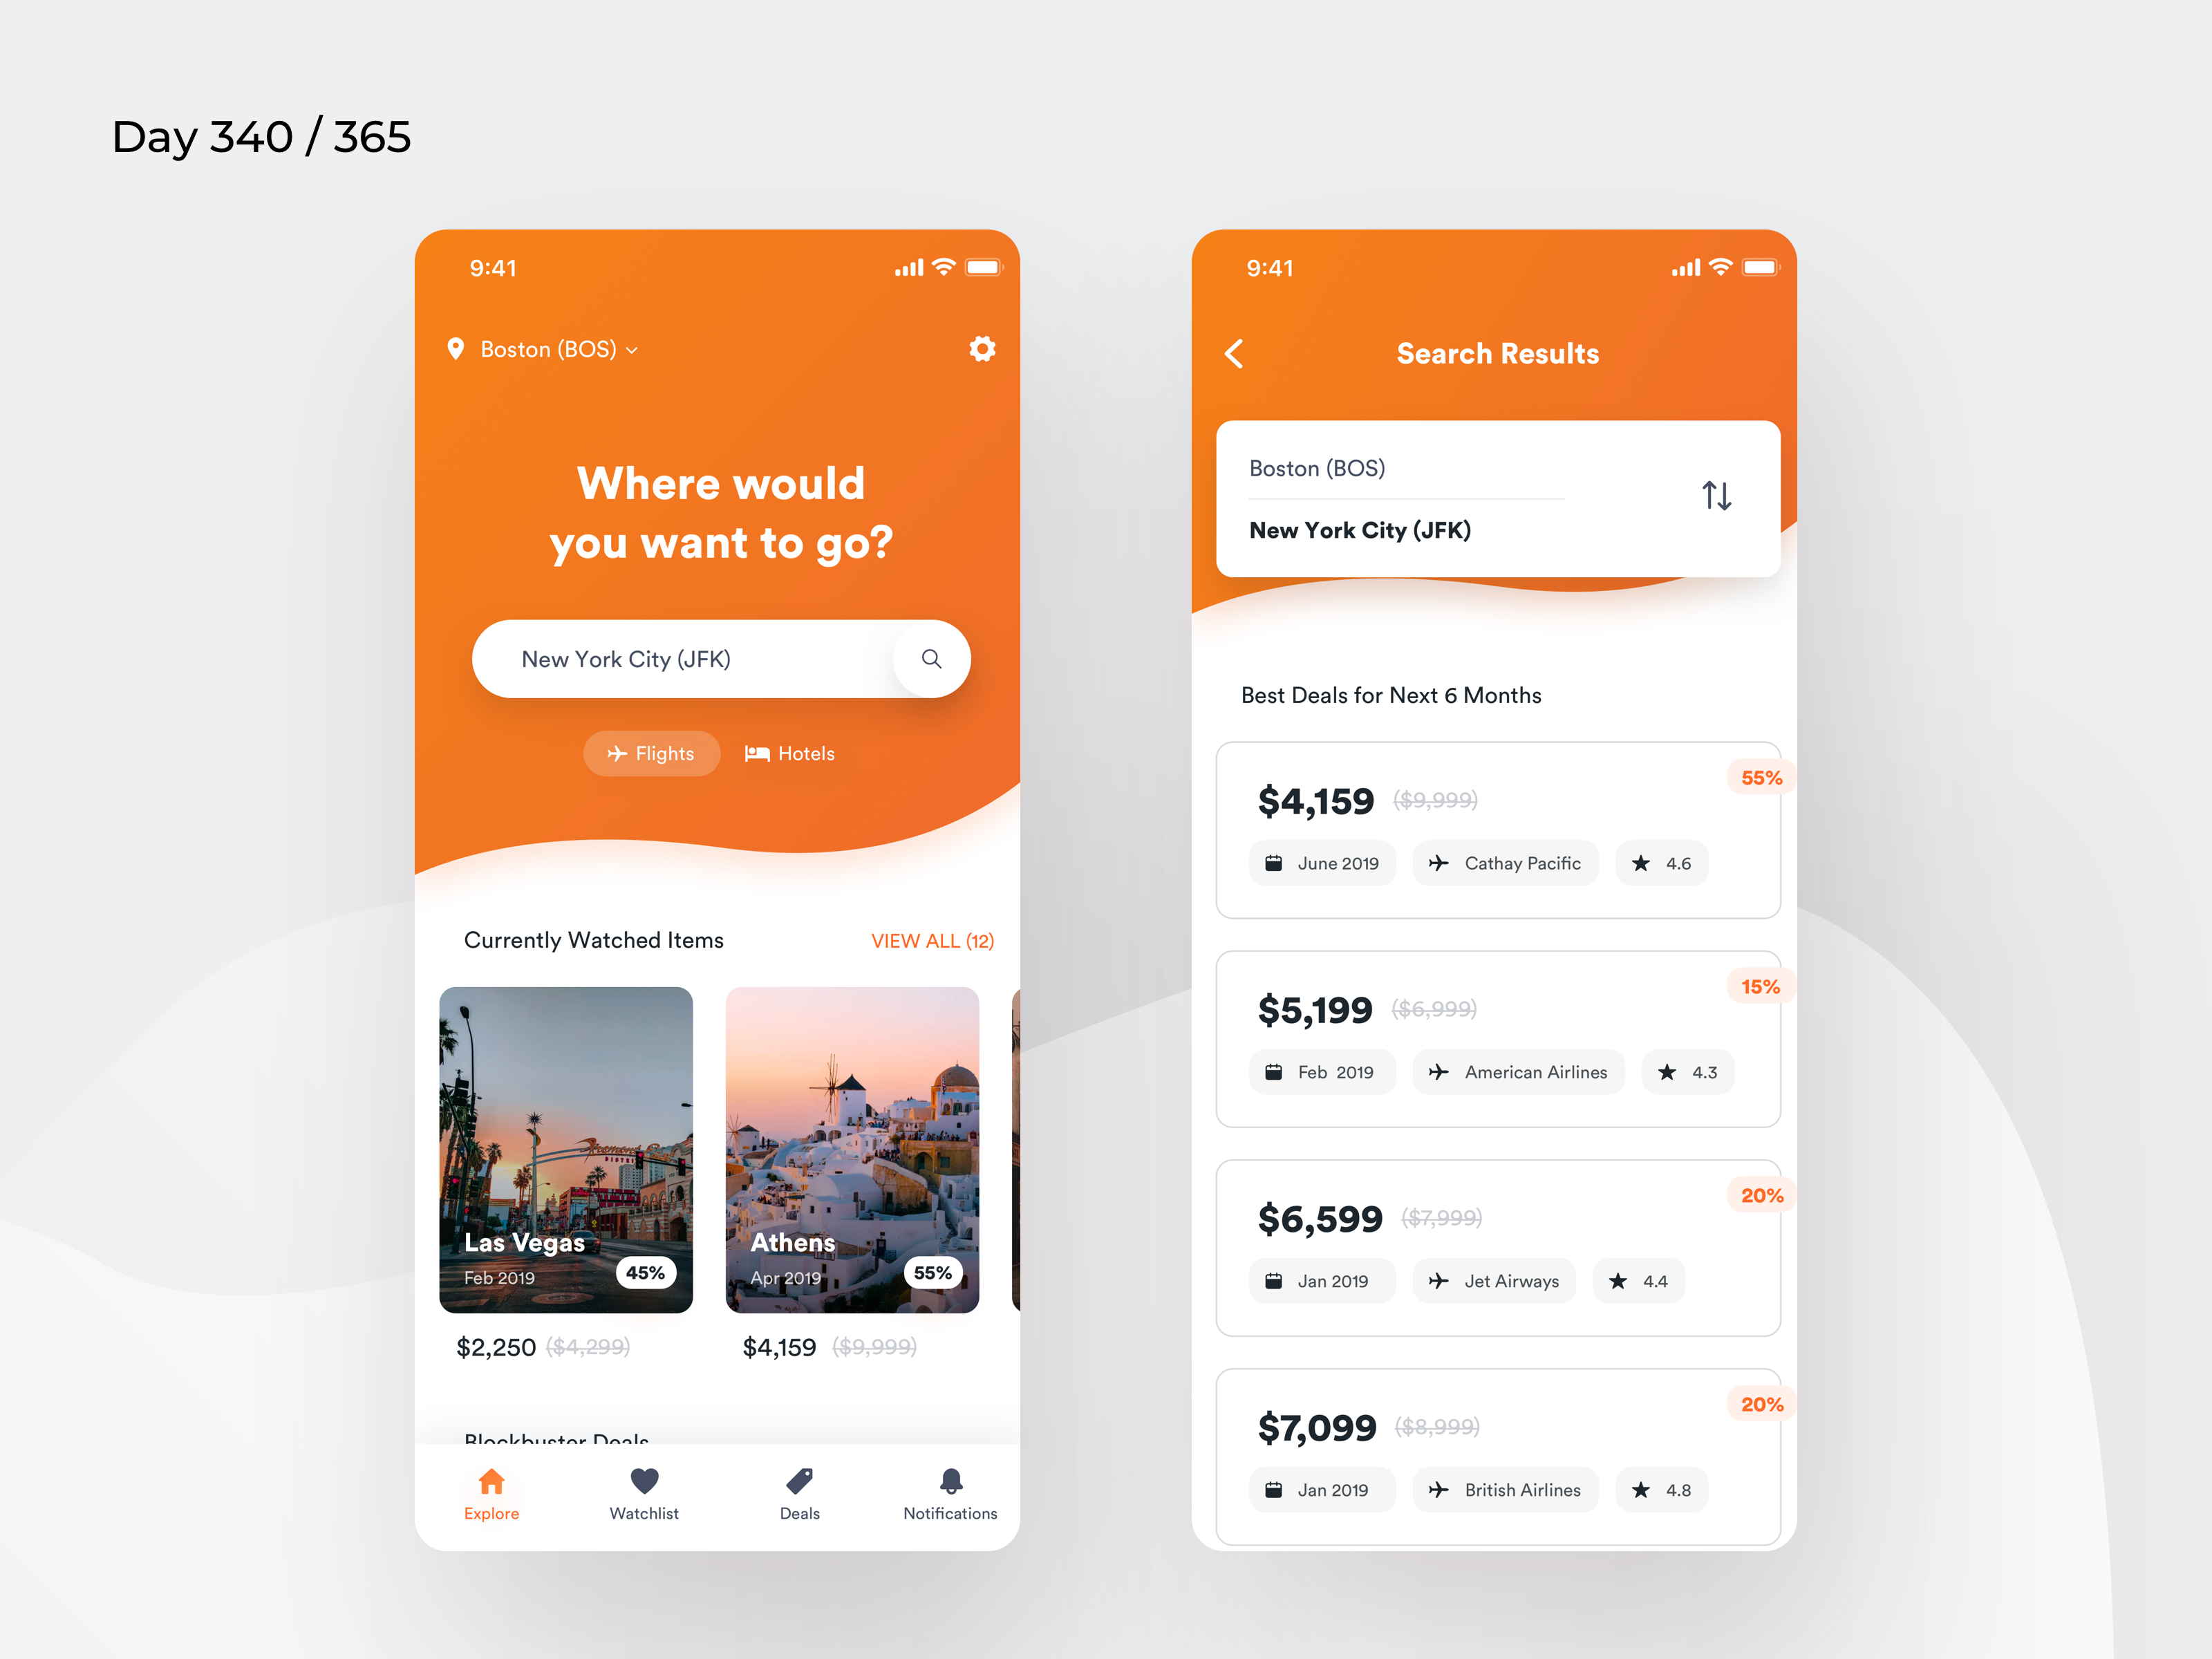 Day 340 / 365
9:41
Boston (BOS)
Where would
you want to go?
New York City (JFK)
Flights
Hotels
Currently Watched Items
VIEW ALL (12)
Las Vegas
Feb 2019
45%
$2,250 ($4,299)
Athens
Apr 2019
55%
$4,159 ($9,999)
Blockbuster Deals
Explore
Watchlist
Deals
Notifications
9:41
Search Results
Boston (BOS)
New York City (JFK)
Best Deals for Next 6 Months
55%
$4,159 ($9,999)
June 2019
Cathay Pacific
4.6
15%
$5,199 ($6,999)
Feb 2019
American Airlines
4.3
20%
$6,599 ($7,999)
Jan 2019
Jet Airways
4.4
20%
$7,099 ($8,999)
Jan 2019
British Airlines
4.8